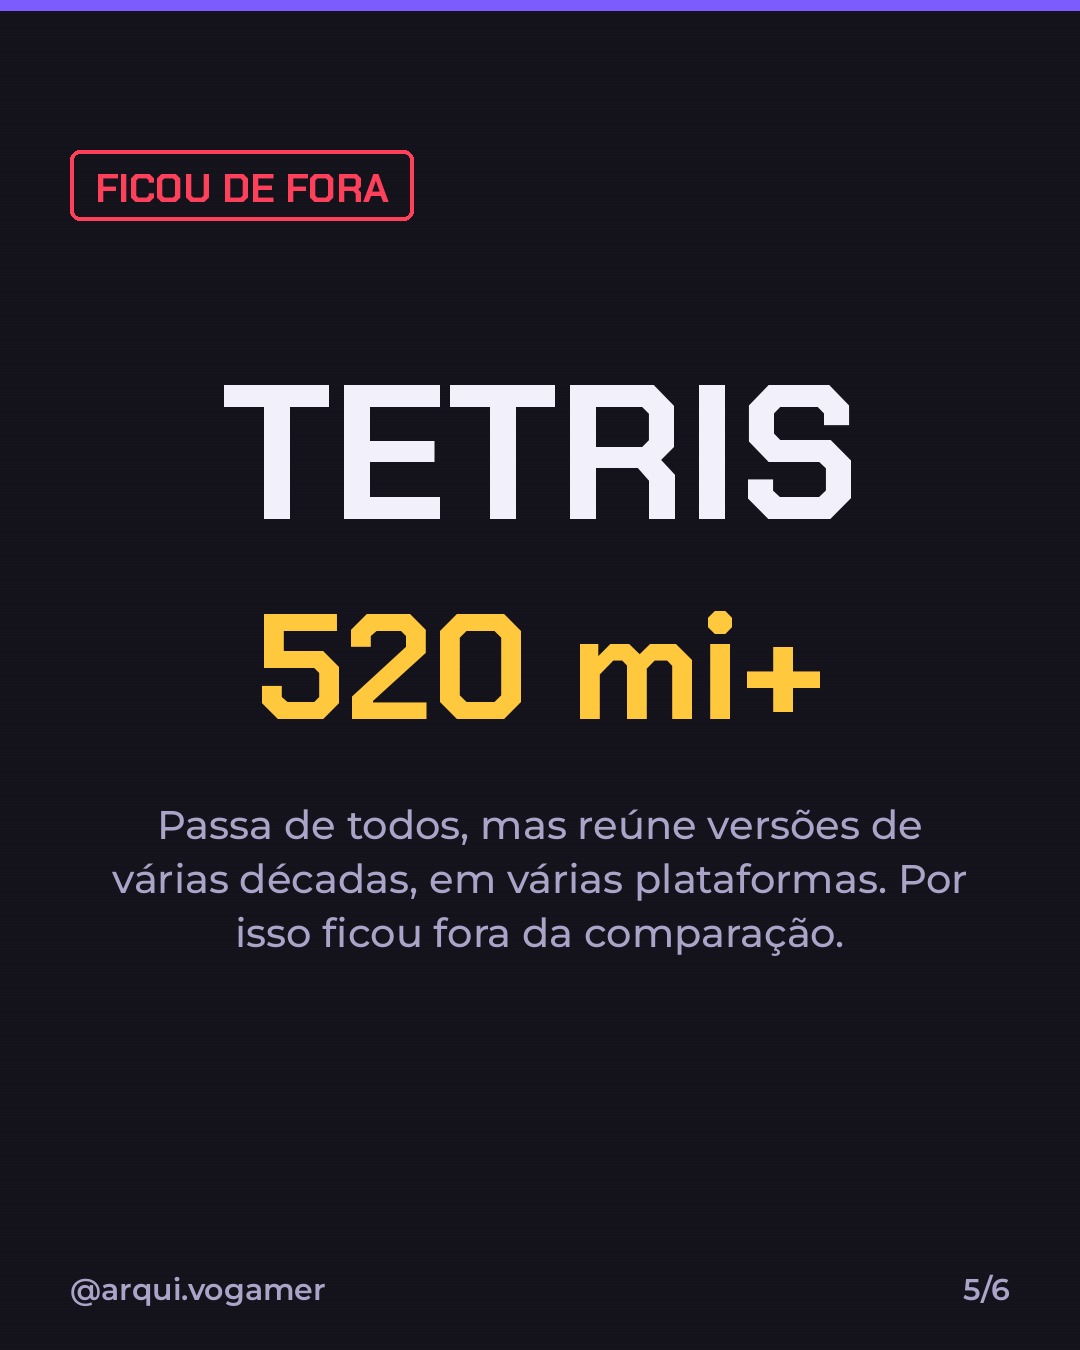 FICOU DE FORA
TETRIS
520 mi+
Passa de todos, mas reúne versões de
várias décadas, em várias plataformas. Por
isso ficou fora da comparação.
@arqui.vogamer
5/6